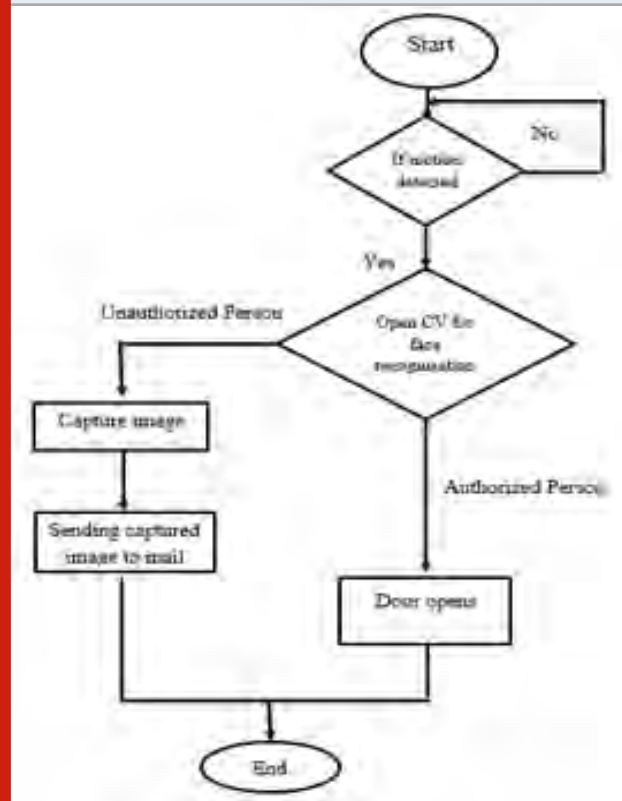 Start
No
If motion
detected
Yes
Unauthorized Person
Open CV for
face
recognisation
Capture image
Authorized Person
Sending captured
image to mail
Door opens
End